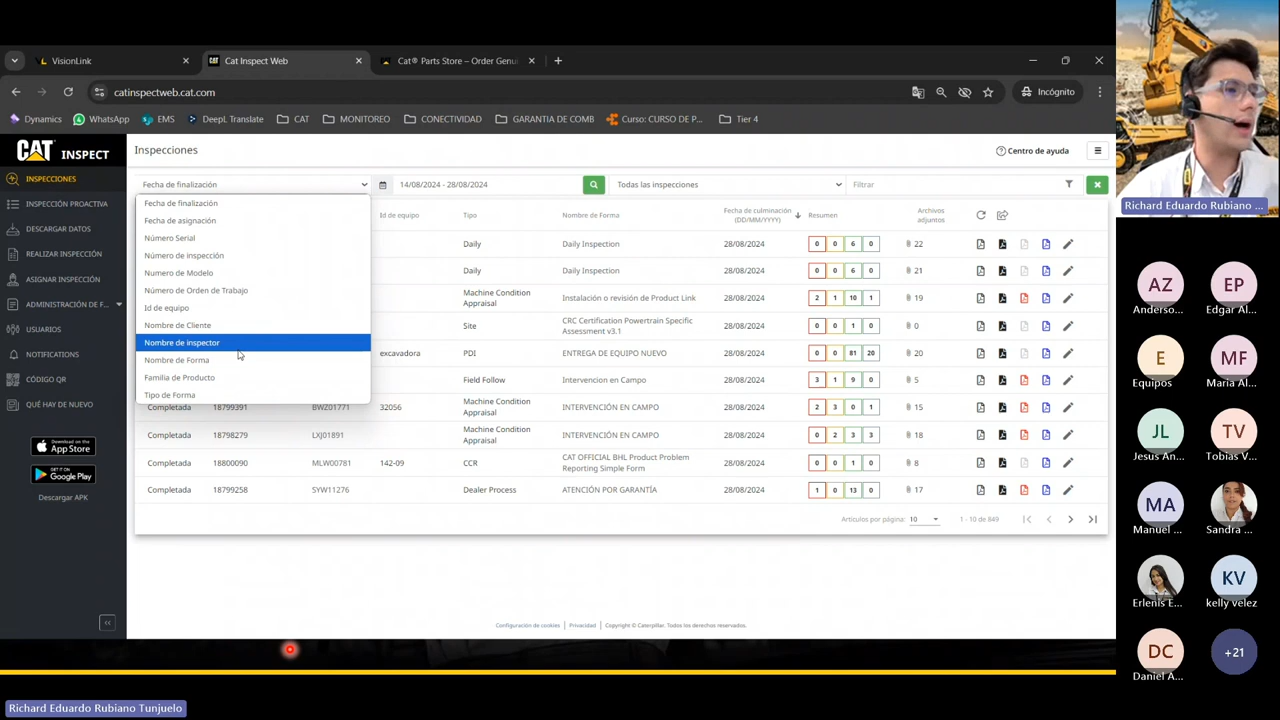 VisionLink
Cat Inspect Web
Cat® Parts Store – Order Genui
catinspectweb.cat.com
Incógnito
Dynamics
WhatsApp
EMS
DeepL Translate
CAT
MONITOREO
CONECTIVIDAD
GARANTIA DE COMB
Curso: CURSO DE P...
Tier 4
CAT INSPECT
Inspecciones
Centro de ayuda
INSPECCIONES
INSPECCIÓN PROACTIVA
DESCARGAR DATOS
REALIZAR INSPECCIÓN
ASIGNAR INSPECCIÓN
ADMINISTRACIÓN DE F...
USUARIOS
NOTIFICATIONS
CÓDIGO QR
QUÉ HAY DE NUEVO
Download on the
App Store
GET IT ON
Google Play
Descargar APK
Fecha de finalización
14/08/2024 - 28/08/2024
Todas las inspecciones
Filtrar
Fecha de finalización
Fecha de asignación
Número Serial
Número de inspección
Numero de Modelo
Número de Orden de Trabajo
Id de equipo
Nombre de Cliente
Nombre de inspector
Nombre de Forma
Familia de Producto
Tipo de Forma
Id de equipo Tipo Nombre de Forma Fecha de culminación (DD/MM/YYYY) Resumen Archivos adjuntos
Daily Daily Inspection 28/08/2024 0 0 6 0 22
Daily Daily Inspection 28/08/2024 0 0 6 0 21
Machine Condition Appraisal Instalación o revisión de Product Link 28/08/2024 2 1 10 1 19
Site CRC Certification Powertrain Specific Assessment v3.1 28/08/2024 0 0 1 0 0
excavadora PDI ENTREGA DE EQUIPO NUEVO 28/08/2024 0 0 81 20 20
Field Follow Intervencion en Campo 28/08/2024 3 1 9 0 5
Completada 18799391 BWZ01771 32056 Machine Condition Appraisal INTERVENCIÓN EN CAMPO 28/08/2024 2 3 0 1 15
Completada 18798279 LXJ01891 Machine Condition Appraisal INTERVENCIÓN EN CAMPO 28/08/2024 0 2 3 3 18
Completada 18800090 MLW00781 142-09 CCR CAT OFFICIAL BHL Product Problem Reporting Simple Form 28/08/2024 0 0 1 0 8
Completada 18799258 SYW11276 Dealer Process ATENCIÓN POR GARANTÍA 28/08/2024 1 0 13 0 17
Artículos por página: 10 1 - 10 de 849
Configuración de cookies Privacidad Copyright © Caterpillar. Todos los derechos reservados.
Richard Eduardo Rubiano ...
AZ
EP
Anderso...
Edgar Al...
E
MF
Equipos
Maria Al...
JL
TV
Jesus An...
Tobias V...
MA
Manuel ...
Sandra ...
KV
Erlenis E...
kelly velez
DC
+21
Daniel A...
Richard Eduardo Rubiano Tunjuelo